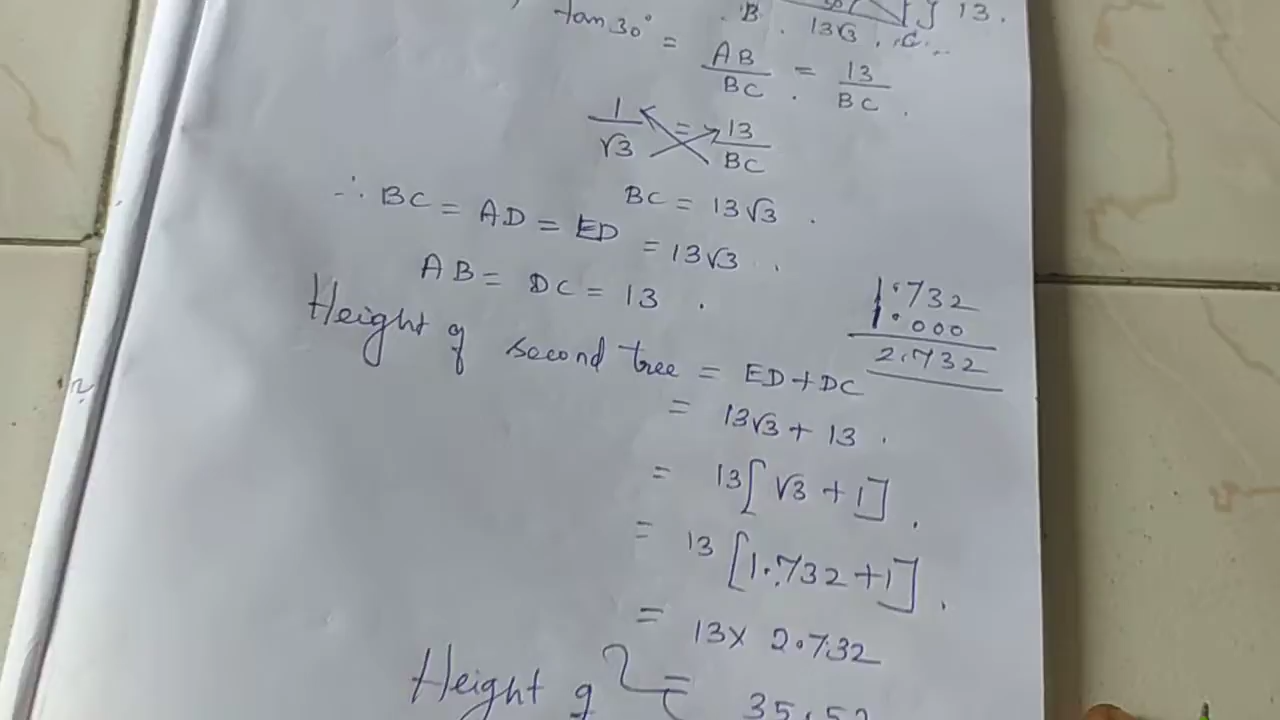 B. 13√3 . C. 13.
tan 30° = AB/BC = 13/BC .
1/√3 = 13/BC
BC = 13√3 .
∴ BC = AD = ED = 13√3 .
AB = DC = 13 .
1.732
1.000
2.732
Height of second tree = ED + DC
= 13√3 + 13 .
= 13[√3 + 1] .
= 13[1.732 + 1] .
= 13 x 2.732
Height of = 35.52